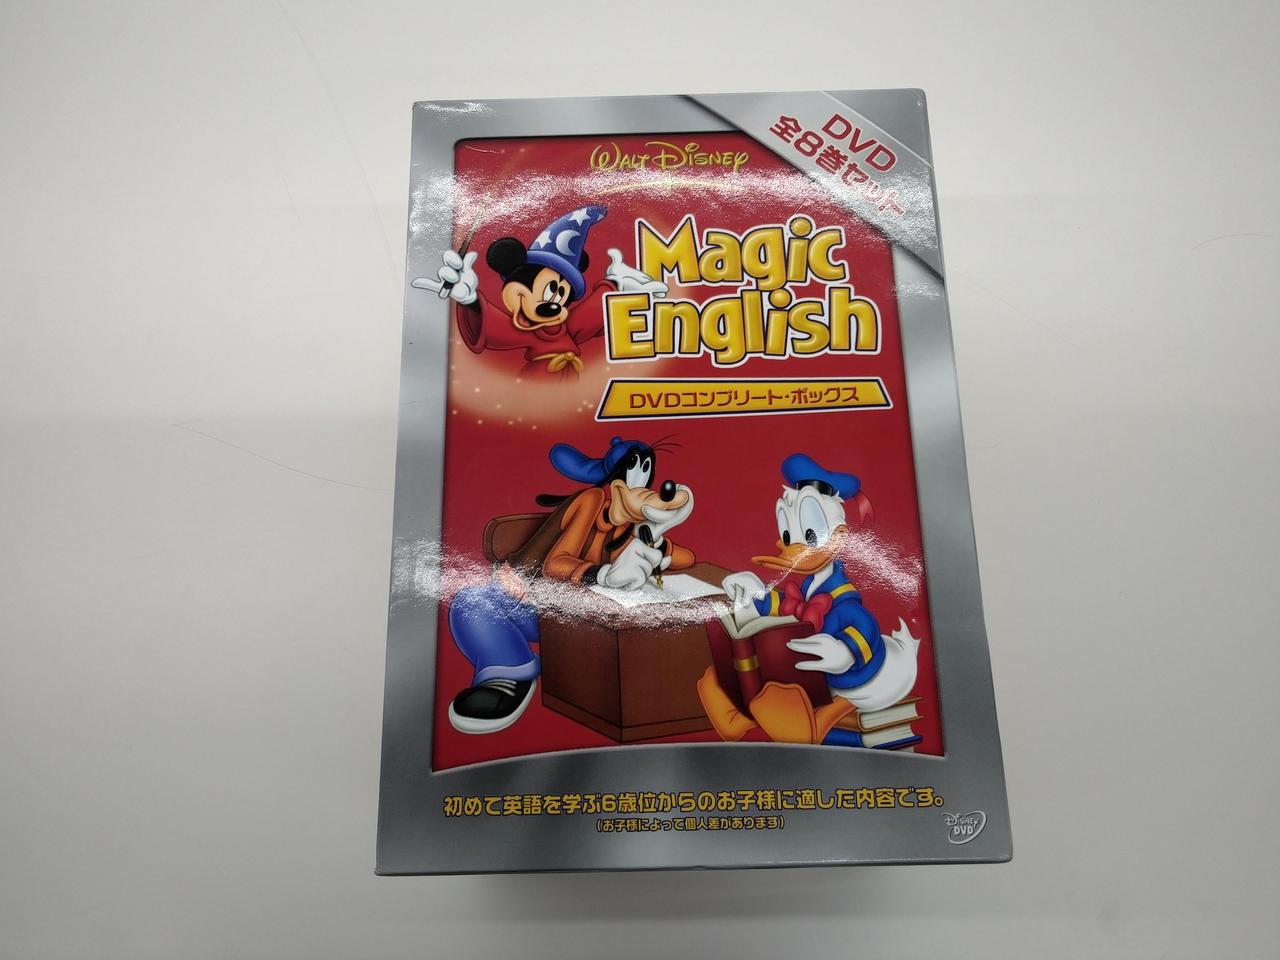 DVD
全8巻セット
WALT DISNEY
Magic
English
DVDコンプリート・ボックス
初めて英語を学ぶ6歳位からのお子様に適した内容です。
(お子様によって個人差があります)
DISNEY
DVD